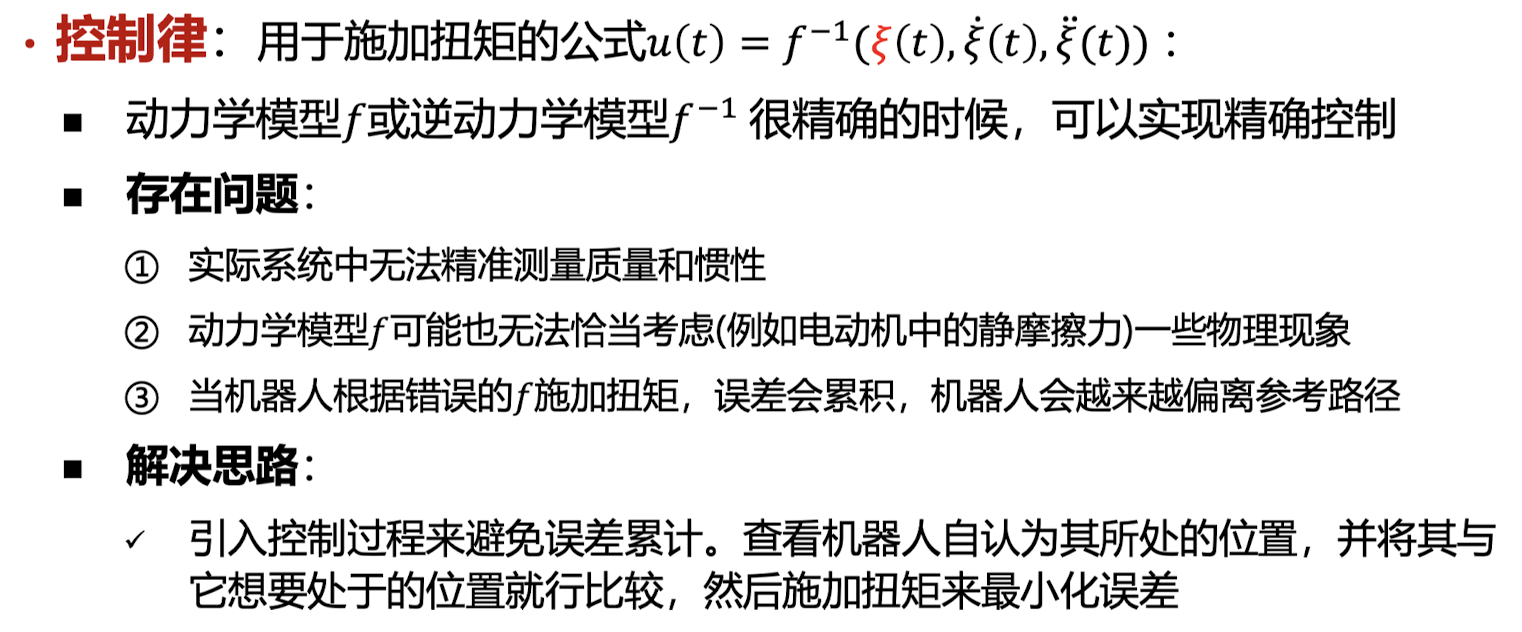 • 控制律：用于施加扭矩的公式u(t) = f⁻¹(ξ(t), ξ̇(t), ξ̈(t))：
■ 动力学模型f或逆动力学模型f⁻¹ 很精确的时候，可以实现精确控制
■ 存在问题：
① 实际系统中无法精准测量质量和惯性
② 动力学模型f可能也无法恰当考虑(例如电动机中的静摩擦力)一些物理现象
③ 当机器人根据错误的f施加扭矩，误差会累积，机器人会越来越偏离参考路径
■ 解决思路：
✓ 引入控制过程来避免误差累计。查看机器人自认为其所处的位置，并将其与
它想要处于的位置就行比较，然后施加扭矩来最小化误差